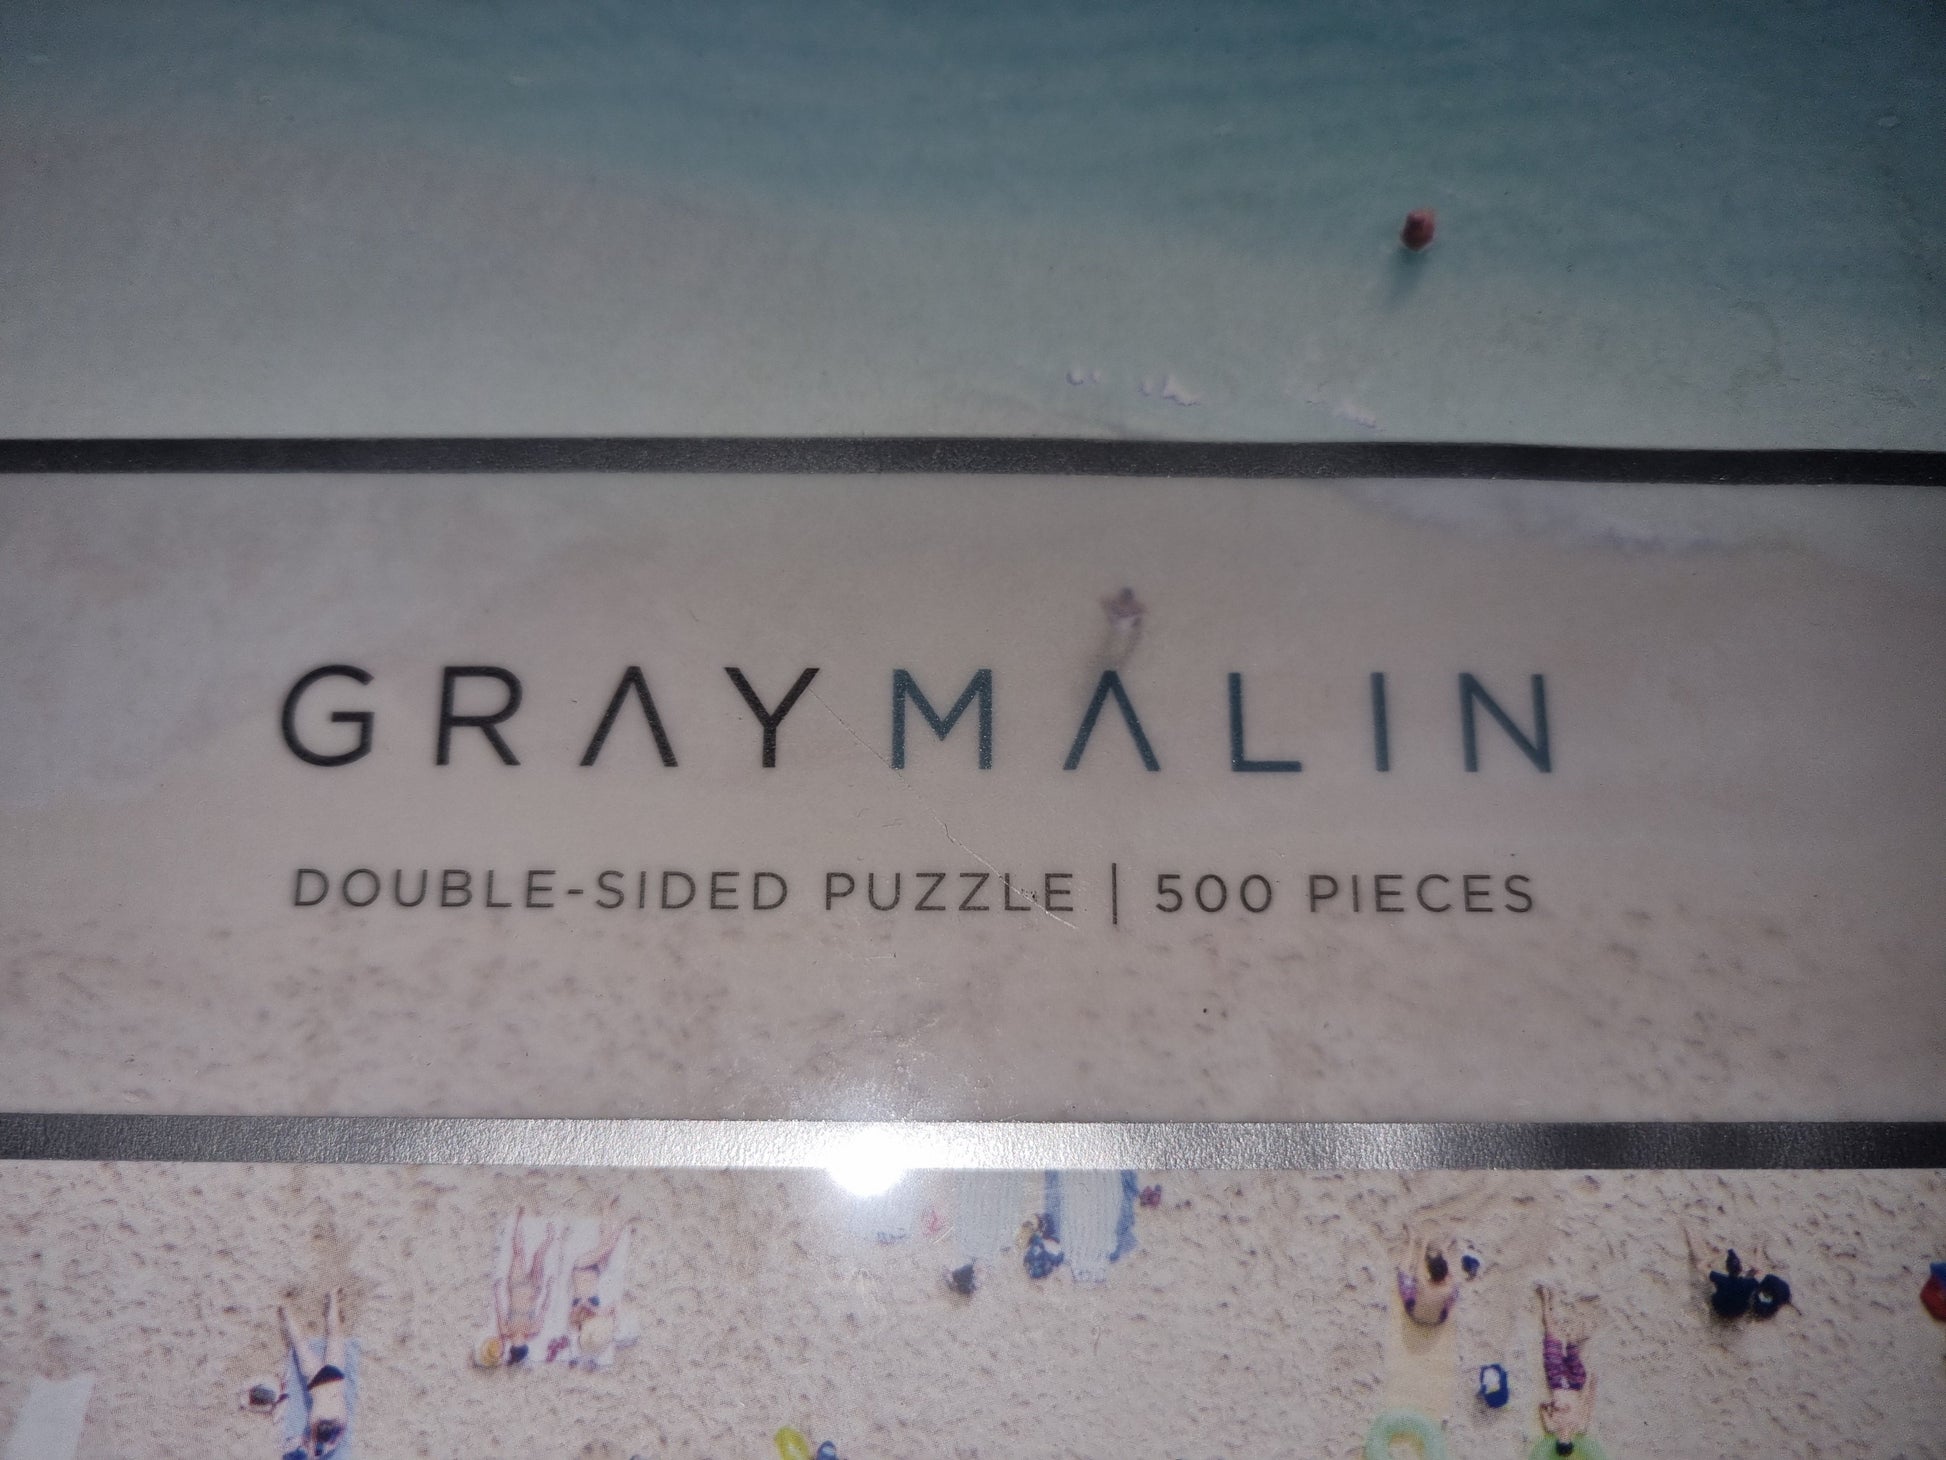 GRAYMALIN
DOUBLE-SIDED PUZZLE | 500 PIECES